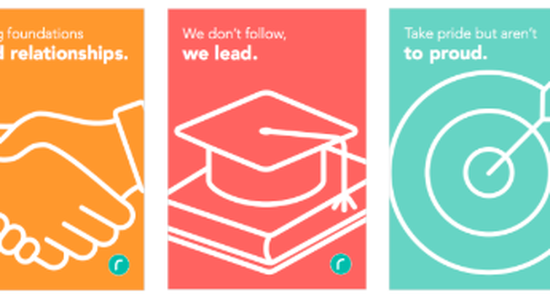 foundations
relationships.
We don't follow,
we lead.
Take pride but aren't
to proud.